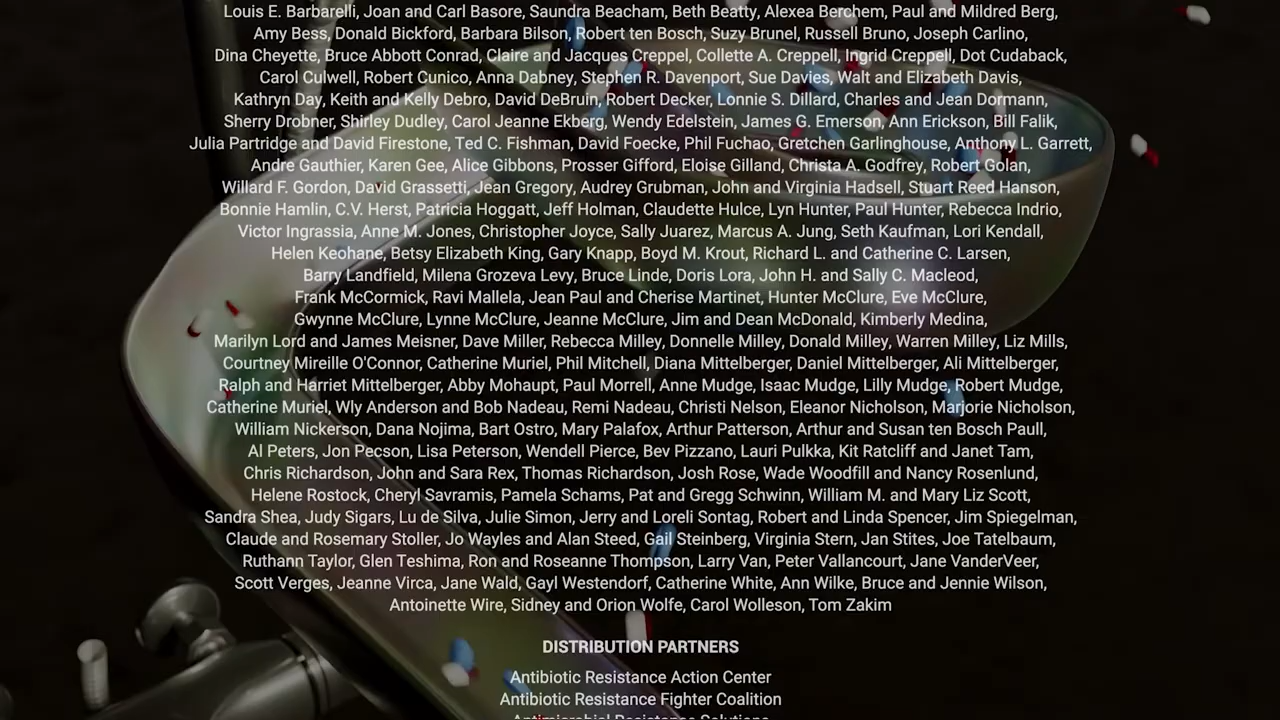 Louis E. Barbarelli, Joan and Carl Basore, Saundra Beacham, Beth Beatty, Alexea Berchem, Paul and Mildred Berg,
Amy Bess, Donald Bickford, Barbara Bilson, Robert ten Bosch, Suzy Brunel, Russell Bruno, Joseph Carlino,
Dina Cheyette, Bruce Abbott Conrad, Claire and Jacques Creppel, Collette A. Creppell, Ingrid Creppell, Dot Cudaback,
Carol Culwell, Robert Cunico, Anna Dabney, Stephen R. Davenport, Sue Davies, Walt and Elizabeth Davis,
Kathryn Day, Keith and Kelly Debro, David DeBruin, Robert Decker, Lonnie S. Dillard, Charles and Jean Dormann,
Sherry Drobner, Shirley Dudley, Carol Jeanne Ekberg, Wendy Edelstein, James G. Emerson, Ann Erickson, Bill Falik,
Julia Partridge and David Firestone, Ted C. Fishman, David Foecke, Phil Fuchao, Gretchen Garlinghouse, Anthony L. Garrett,
Andre Gauthier, Karen Gee, Alice Gibbons, Prosser Gifford, Eloise Gilland, Christa A. Godfrey, Robert Golan,
Willard F. Gordon, David Grassetti, Jean Gregory, Audrey Grubman, John and Virginia Hadsell, Stuart Reed Hanson,
Bonnie Hamlin, C.V. Herst, Patricia Hoggatt, Jeff Holman, Claudette Hulce, Lyn Hunter, Paul Hunter, Rebecca Indrio,
Victor Ingrassia, Anne M. Jones, Christopher Joyce, Sally Juarez, Marcus A. Jung, Seth Kaufman, Lori Kendall,
Helen Keohane, Betsy Elizabeth King, Gary Knapp, Boyd M. Krout, Richard L. and Catherine C. Larsen,
Barry Landfield, Milena Grozeva Levy, Bruce Linde, Doris Lora, John H. and Sally C. Macleod,
Frank McCormick, Ravi Mallela, Jean Paul and Cherise Martinet, Hunter McClure, Eve McClure,
Gwynne McClure, Lynne McClure, Jeanne McClure, Jim and Dean McDonald, Kimberly Medina,
Marilyn Lord and James Meisner, Dave Miller, Rebecca Milley, Donnelle Milley, Donald Milley, Warren Milley, Liz Mills,
Courtney Mireille O'Connor, Catherine Muriel, Phil Mitchell, Diana Mittelberger, Daniel Mittelberger, Ali Mittelberger,
Ralph and Harriet Mittelberger, Abby Mohaupt, Paul Morrell, Anne Mudge, Isaac Mudge, Lilly Mudge, Robert Mudge,
Catherine Muriel, Wly Anderson and Bob Nadeau, Remi Nadeau, Christi Nelson, Eleanor Nicholson, Marjorie Nicholson,
William Nickerson, Dana Nojima, Bart Ostro, Mary Palafox, Arthur Patterson, Arthur and Susan ten Bosch Paull,
Al Peters, Jon Pecson, Lisa Peterson, Wendell Pierce, Bev Pizzano, Lauri Pulkka, Kit Ratcliff and Janet Tam,
Chris Richardson, John and Sara Rex, Thomas Richardson, Josh Rose, Wade Woodfill and Nancy Rosenlund,
Helene Rostock, Cheryl Savramis, Pamela Schams, Pat and Gregg Schwinn, William M. and Mary Liz Scott,
Sandra Shea, Judy Sigars, Lu de Silva, Julie Simon, Jerry and Loreli Sontag, Robert and Linda Spencer, Jim Spiegelman,
Claude and Rosemary Stoller, Jo Wayles and Alan Steed, Gail Steinberg, Virginia Stern, Jan Stites, Joe Tatelbaum,
Ruthann Taylor, Glen Teshima, Ron and Roseanne Thompson, Larry Van, Peter Vallancourt, Jane VanderVeer,
Scott Verges, Jeanne Virca, Jane Wald, Gayl Westendorf, Catherine White, Ann Wilke, Bruce and Jennie Wilson,
Antoinette Wire, Sidney and Orion Wolfe, Carol Wolleson, Tom Zakim
DISTRIBUTION PARTNERS
Antibiotic Resistance Action Center
Antibiotic Resistance Fighter Coalition
Antimicrobial Resistance Solutions